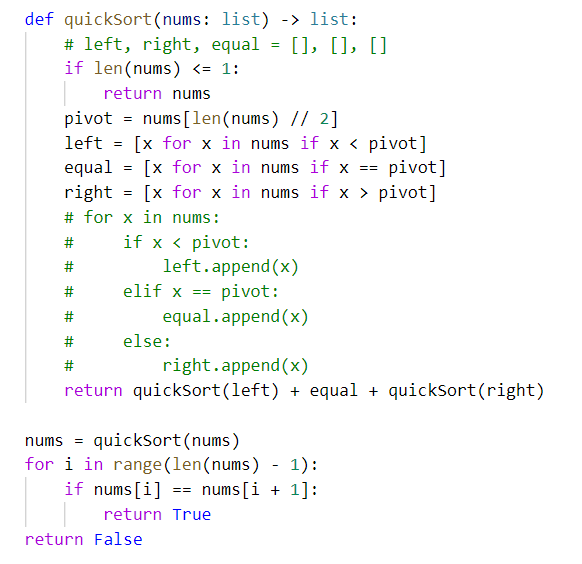 def quickSort(nums: list) -> list:
    # left, right, equal = [], [], []
    if len(nums) <= 1:
        return nums
    pivot = nums[len(nums) // 2]
    left = [x for x in nums if x < pivot]
    equal = [x for x in nums if x == pivot]
    right = [x for x in nums if x > pivot]
    # for x in nums:
    #     if x < pivot:
    #         left.append(x)
    #     elif x == pivot:
    #         equal.append(x)
    #     else:
    #         right.append(x)
    return quickSort(left) + equal + quickSort(right)

nums = quickSort(nums)
for i in range(len(nums) - 1):
    if nums[i] == nums[i + 1]:
        return True
return False